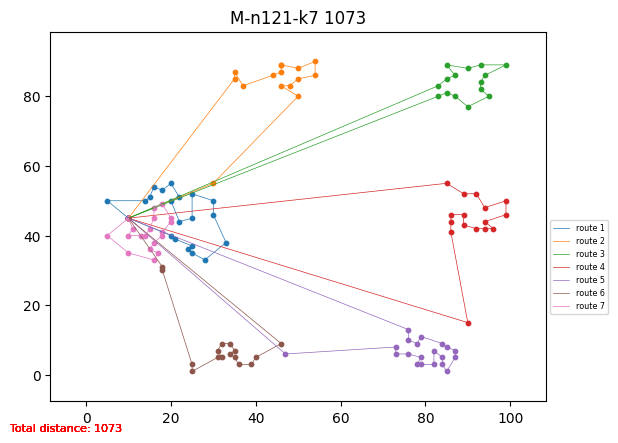 M-n121-k7 1073
80
60
40
20
0
0 20 40 60 80 100
route 1
route 2
route 3
route 4
route 5
route 6
route 7
Total distance: 1073